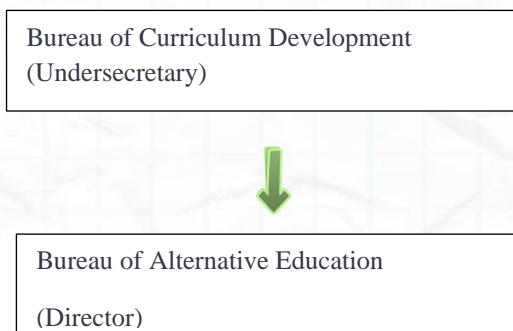 Bureau of Curriculum Development
(Undersecretary)
Bureau of Alternative Education
(Director)